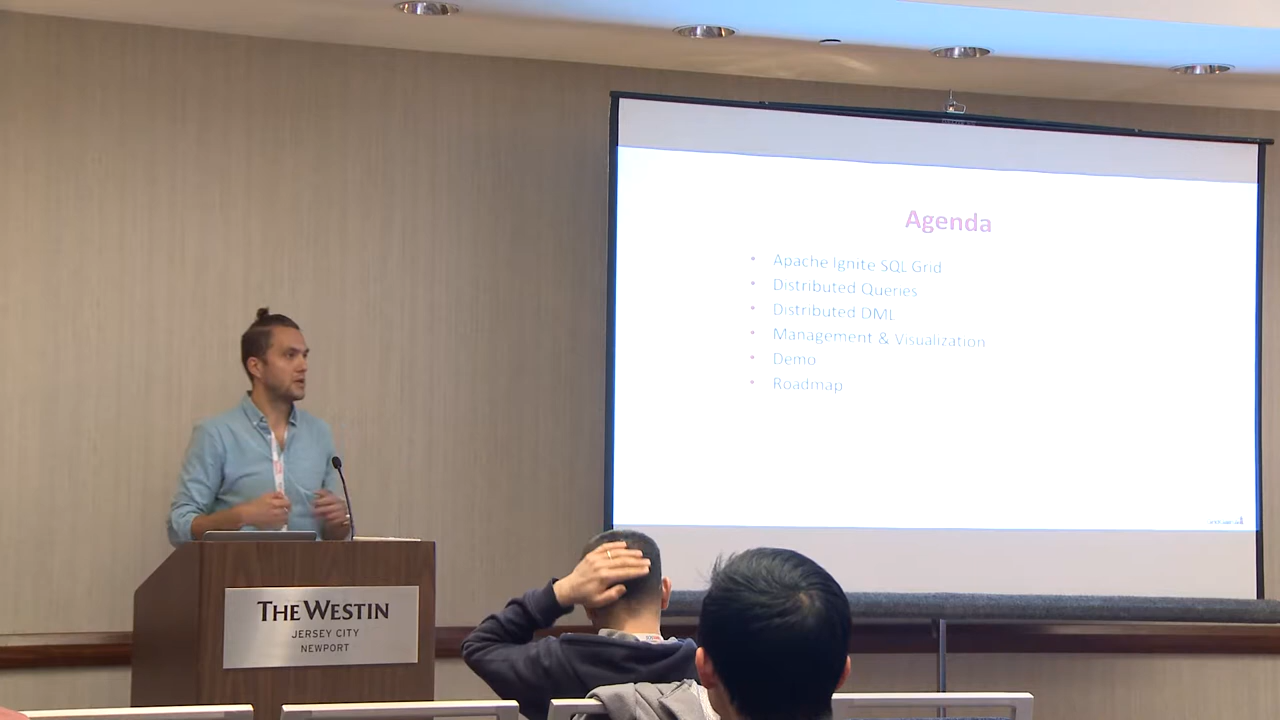 Agenda
• Apache Ignite SQL Grid
• Distributed Queries
• Distributed DML
• Management & Visualization
• Demo
• Roadmap
THE WESTIN
JERSEY CITY
NEWPORT